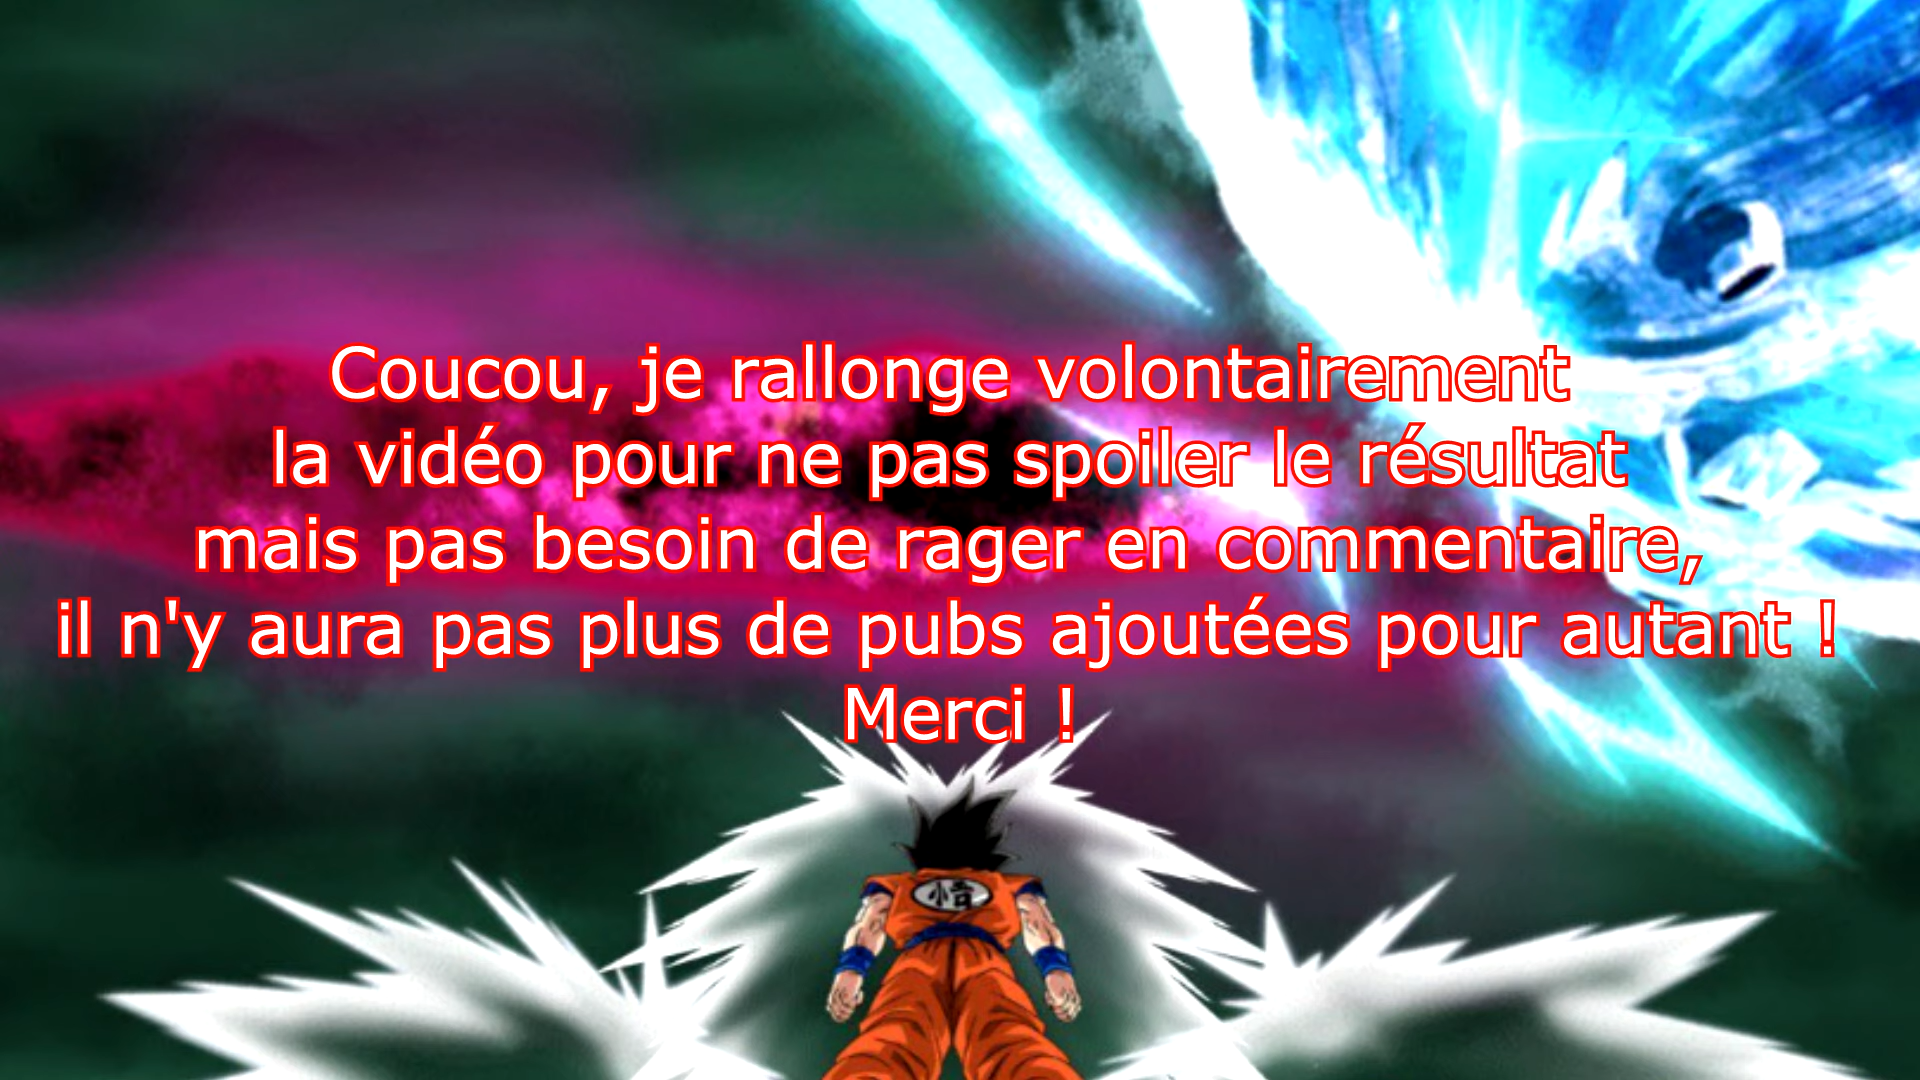 Coucou, je rallonge volontairement
la vidéo pour ne pas spoiler le résultat
mais pas besoin de rager en commentaire,
il n'y aura pas plus de pubs ajoutées pour autant !
Merci !
悟